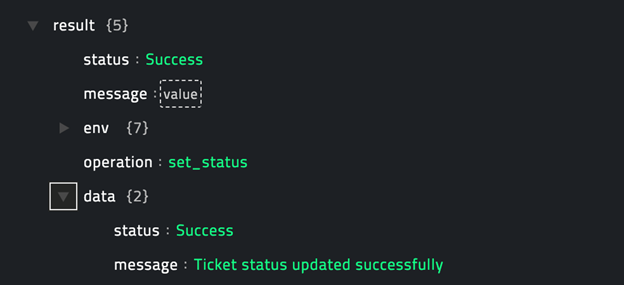 result {5}
status : Success
message : value
env {7}
operation : set_status
data {2}
status : Success
message : Ticket status updated successfully